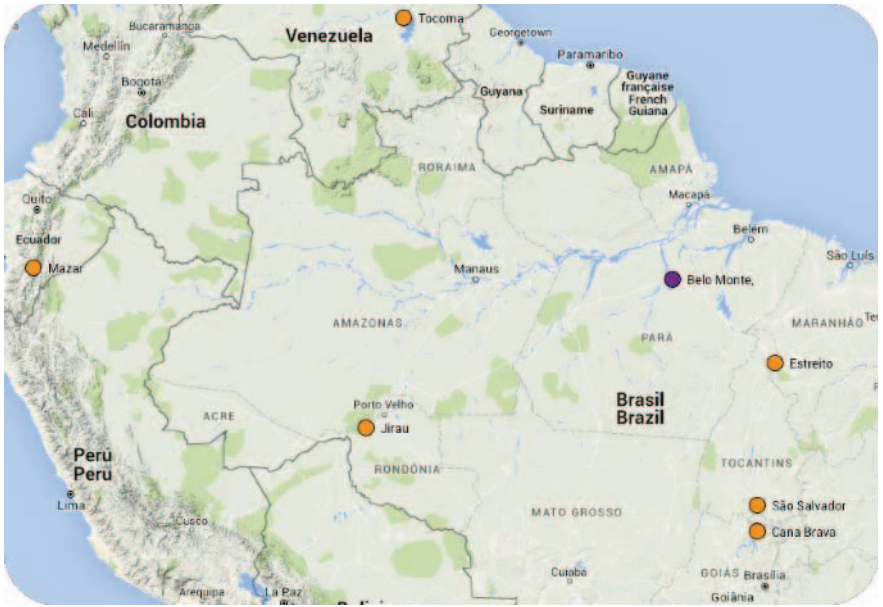 Bucaramanga
Tocoma
Venezuela
Georgetown
Medellín
Paramaribo
Bogota
Guyane
française
French
Guiana
Guyana
Suriname
Cali
Colombia
RORAIMA
AMAPÁ
Quito
Macapá
Belém
Ecuador
São Luís
Mazar
Manaus
Belo Monte,
AMAZONAS
PARÁ
MARANHÃO
Estreito
Brasil
Brazil
Porto Velho
ACRE
Jirau
Perú
Peru
RONDÔNIA
TOCANTINS
Lima
São Salvador
MATO GROSSO
Cusco
Cana Brava
Cuiabá
GOIÁS
Brasília
Arequipa
La Paz
Goiânia